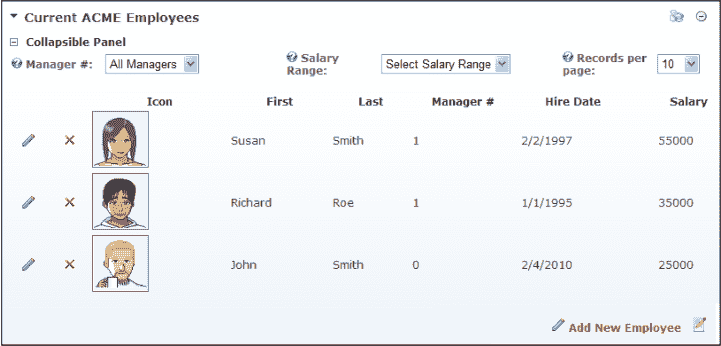 Current ACME Employees
Collapsible Panel
Manager #: All Managers Salary Range: Select Salary Range Records per page: 10
Icon First Last Manager # Hire Date Salary
Susan Smith 1 2/2/1997 55000
Richard Roe 1 1/1/1995 35000
John Smith 0 2/4/2010 25000
Add New Employee